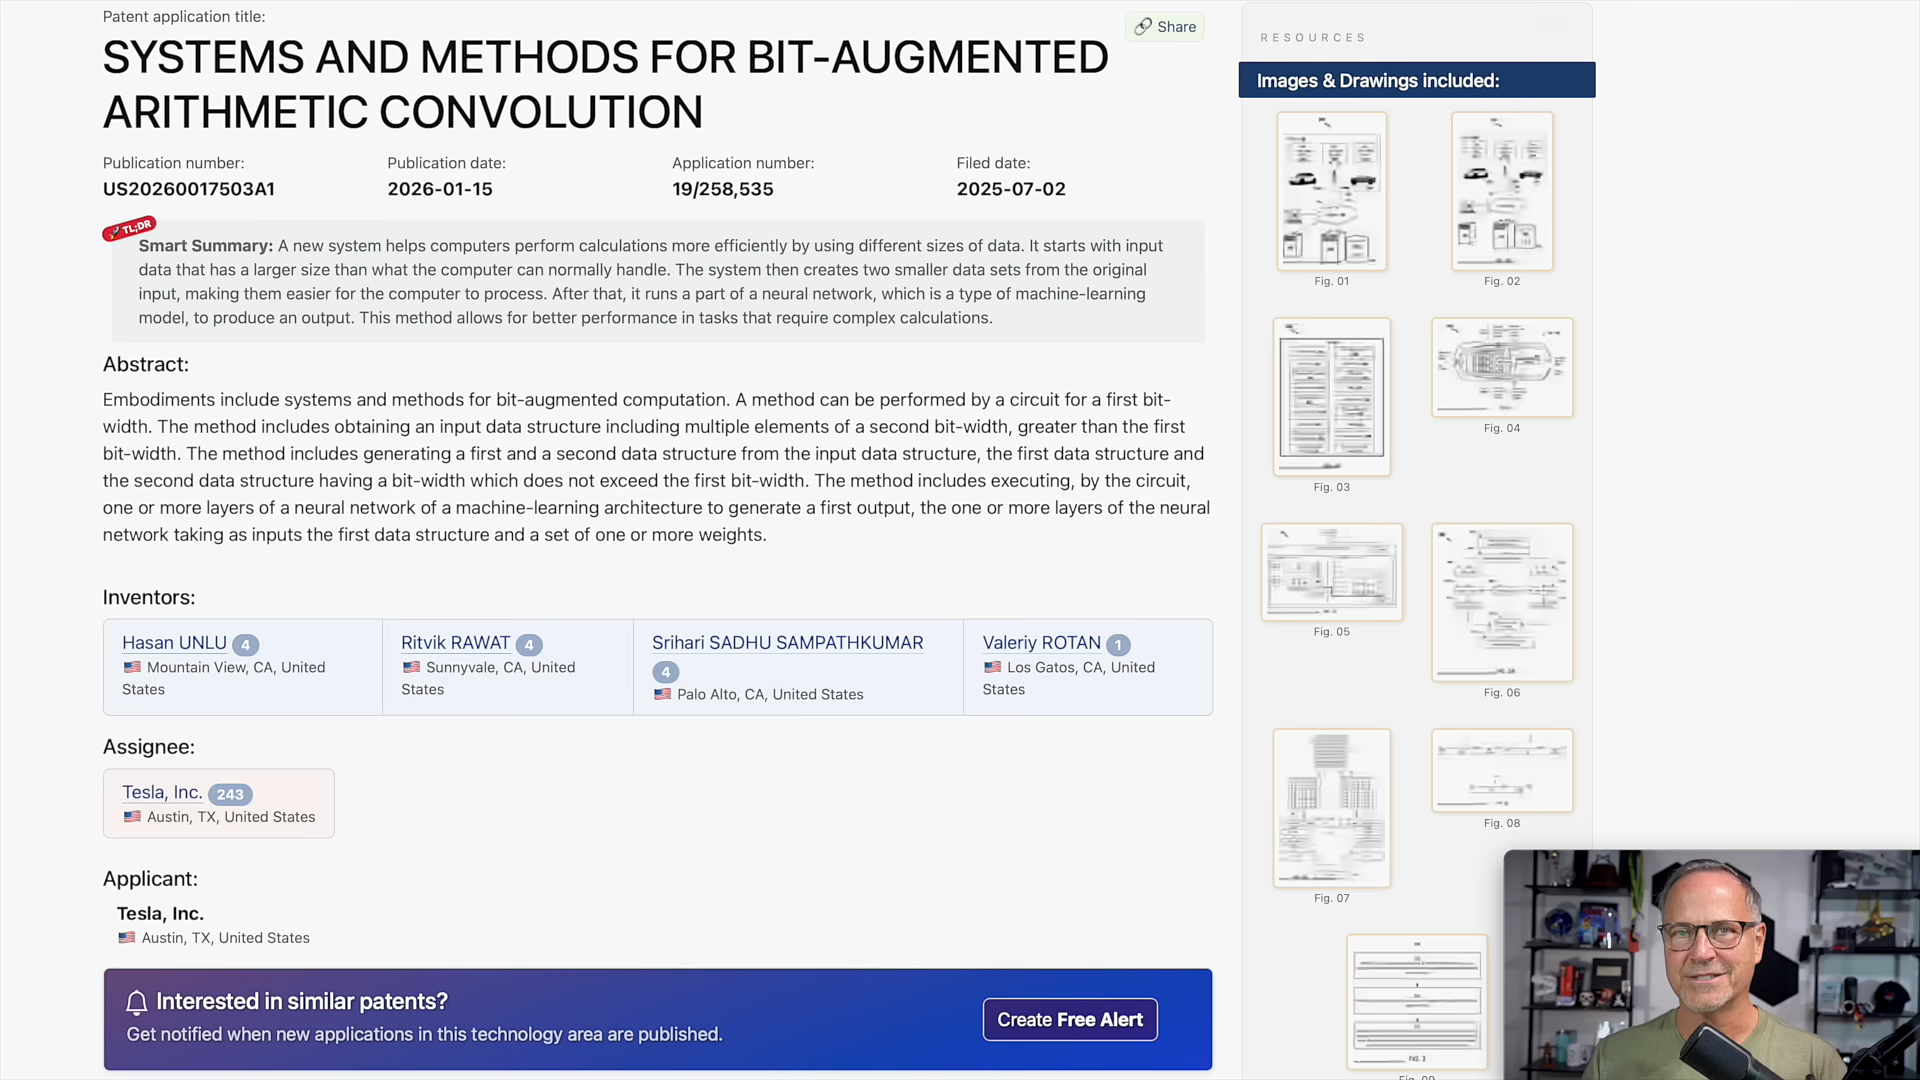 Patent application title:
SYSTEMS AND METHODS FOR BIT-AUGMENTED
ARITHMETIC CONVOLUTION
Share
Publication number:
US20260017503A1
Publication date:
2026-01-15
Application number:
19/258,535
Filed date:
2025-07-02
TL;DR
Smart Summary: A new system helps computers perform calculations more efficiently by using different sizes of data. It starts with input
data that has a larger size than what the computer can normally handle. The system then creates two smaller data sets from the original
input, making them easier for the computer to process. After that, it runs a part of a neural network, which is a type of machine-learning
model, to produce an output. This method allows for better performance in tasks that require complex calculations.
Abstract:
Embodiments include systems and methods for bit-augmented computation. A method can be performed by a circuit for a first bit-
width. The method includes obtaining an input data structure including multiple elements of a second bit-width, greater than the first
bit-width. The method includes generating a first and a second data structure from the input data structure, the first data structure and
the second data structure having a bit-width which does not exceed the first bit-width. The method includes executing, by the circuit,
one or more layers of a neural network of a machine-learning architecture to generate a first output, the one or more layers of the neural
network taking as inputs the first data structure and a set of one or more weights.
Inventors:
Hasan UNLU 4
Mountain View, CA, United
States
Ritvik RAWAT 4
Sunnyvale, CA, United
States
Srihari SADHU SAMPATHKUMAR
4
Palo Alto, CA, United States
Valeriy ROTAN 1
Los Gatos, CA, United
States
Assignee:
Tesla, Inc. 243
Austin, TX, United States
Applicant:
Tesla, Inc.
Austin, TX, United States
Interested in similar patents?
Get notified when new applications in this technology area are published.
Create Free Alert
RESOURCES
Images & Drawings included:
Fig. 01
Fig. 02
Fig. 03
Fig. 04
Fig. 05
Fig. 06
Fig. 07
Fig. 08
FIG. 3
Fig. 09